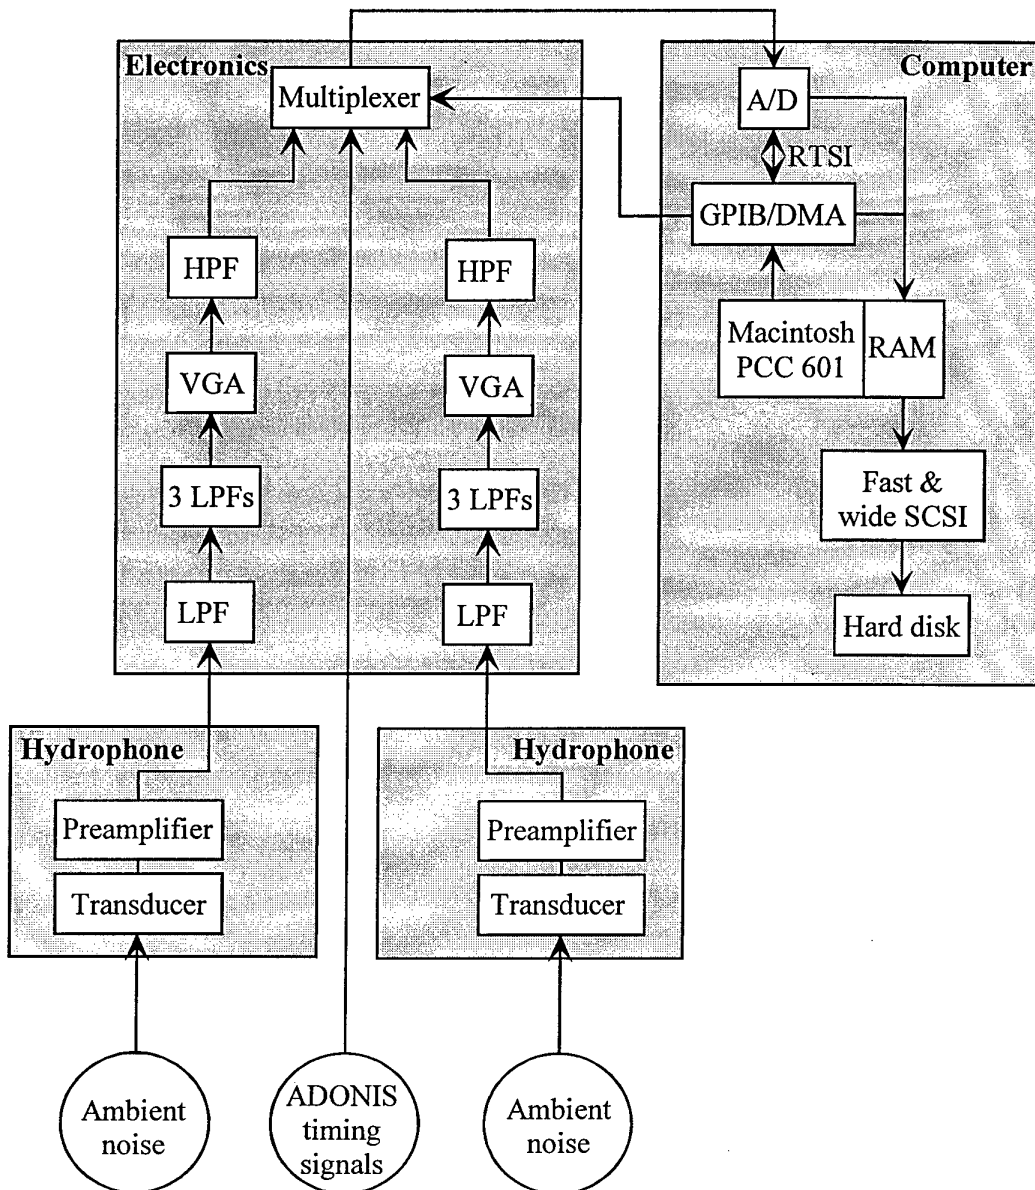 Electronics
Multiplexer
HPF
HPF
VGA
VGA
3 LPFs
3 LPFs
LPF
LPF
Computer
A/D
RTSI
GPIB/DMA
Macintosh
PCC 601
RAM
Fast &
wide SCSI
Hard disk
Hydrophone
Preamplifier
Transducer
Hydrophone
Preamplifier
Transducer
Ambient
noise
ADONIS
timing
signals
Ambient
noise